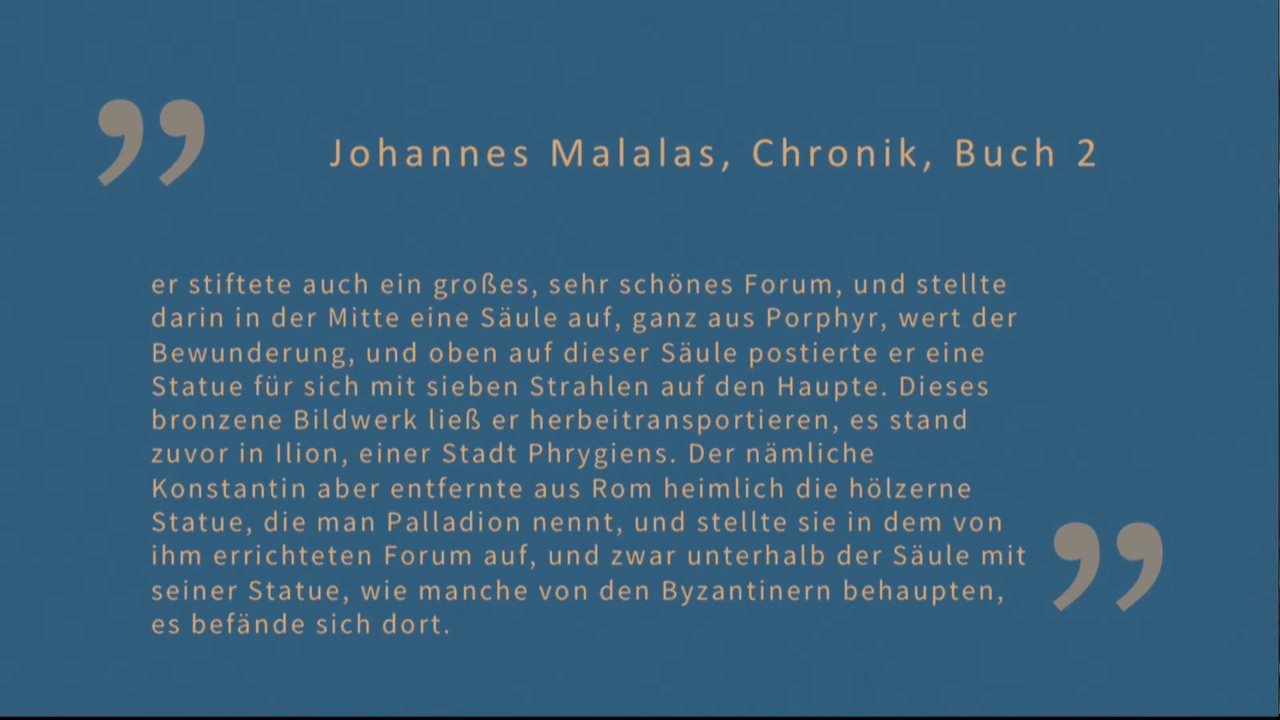 Johannes Malalas, Chronik, Buch 2
er stiftete auch ein großes, sehr schönes Forum, und stellte
darin in der Mitte eine Säule auf, ganz aus Porphyr, wert der
Bewunderung, und oben auf dieser Säule postierte er eine
Statue für sich mit sieben Strahlen auf den Haupte. Dieses
bronzene Bildwerk ließ er herbeitransportieren, es stand
zuvor in Ilion, einer Stadt Phrygiens. Der nämliche
Konstantin aber entfernte aus Rom heimlich die hölzerne
Statue, die man Palladion nennt, und stellte sie in dem von
ihm errichteten Forum auf, und zwar unterhalb der Säule mit
seiner Statue, wie manche von den Byzantinern behaupten,
es befände sich dort.